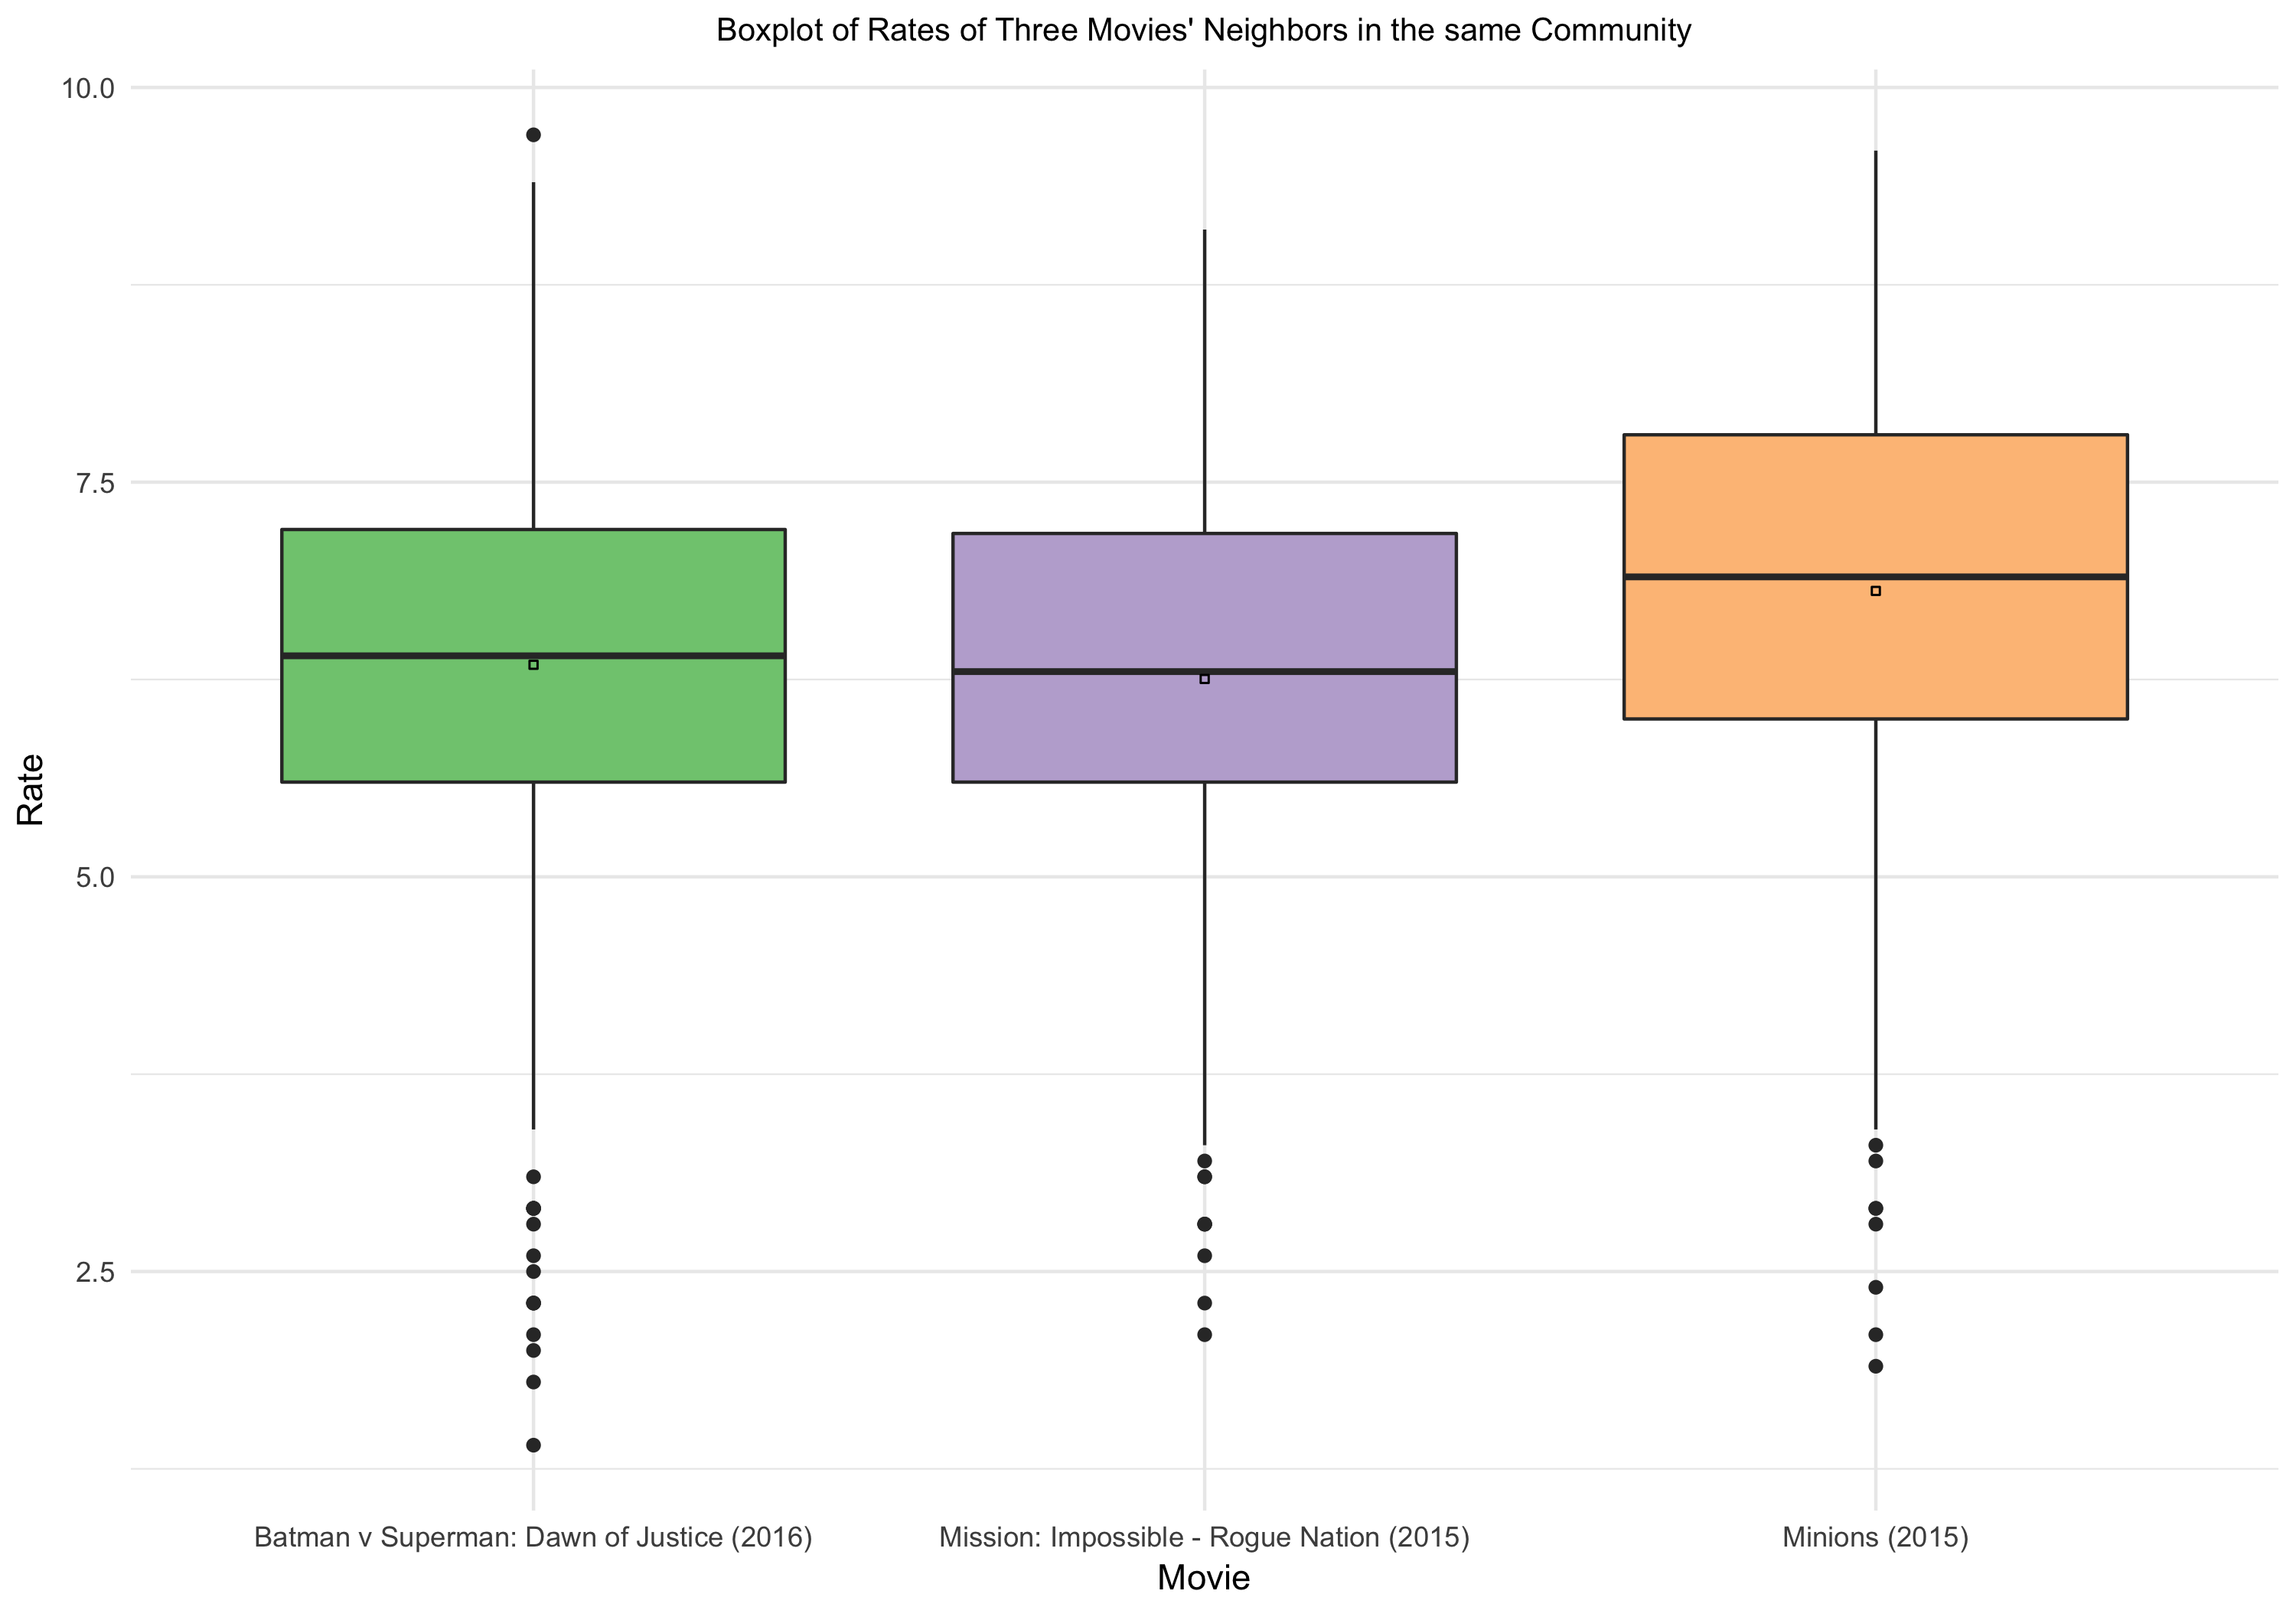 Boxplot of Rates of Three Movies' Neighbors in the same Community
10.0
7.5
5.0
2.5
Rate
Batman v Superman: Dawn of Justice (2016)
Mission: Impossible - Rogue Nation (2015)
Minions (2015)
Movie